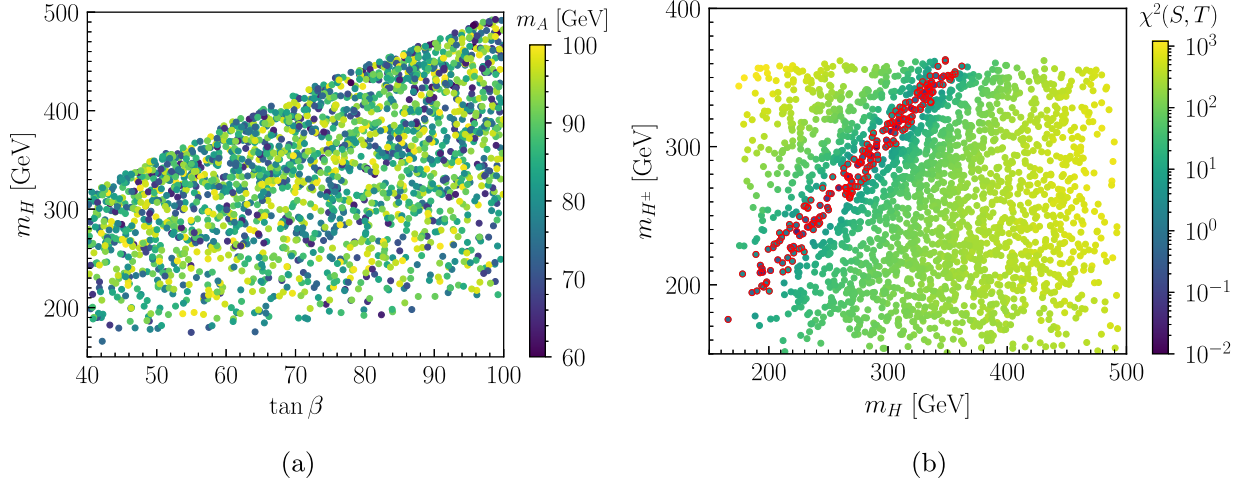 m_A [GeV]
500
400
300
200
m_H [GeV]
40 50 60 70 80 90 100
tan β
100
90
80
70
60
(a)
400
300
200
m_{H^±} [GeV]
200 300 400 500
m_H [GeV]
χ²(S, T)
10³
10²
10¹
10⁰
10⁻¹
10⁻²
(b)